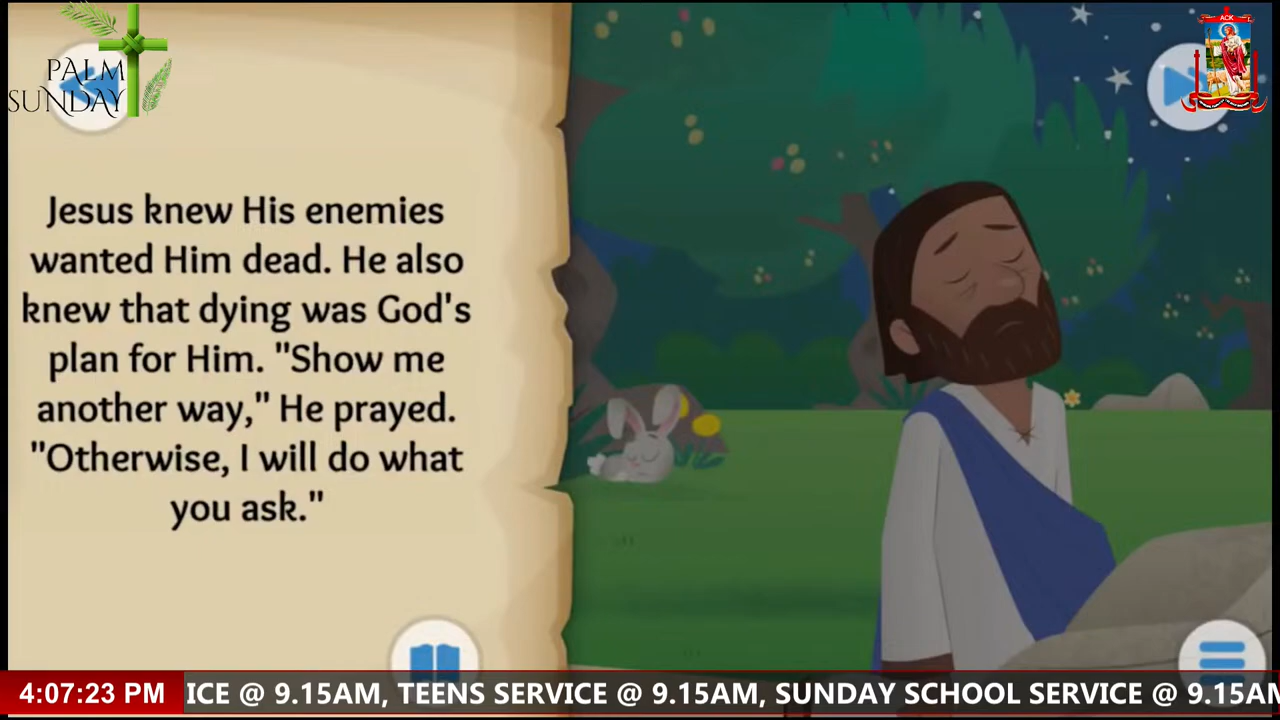 PALM
SUNDAY
ACK
Jesus knew His enemies
wanted Him dead. He also
knew that dying was God's
plan for Him. "Show me
another way," He prayed.
"Otherwise, I will do what
you ask."
4:07:23 PM
ICE @ 9.15AM, TEENS SERVICE @ 9.15AM, SUNDAY SCHOOL SERVICE @ 9.15AM